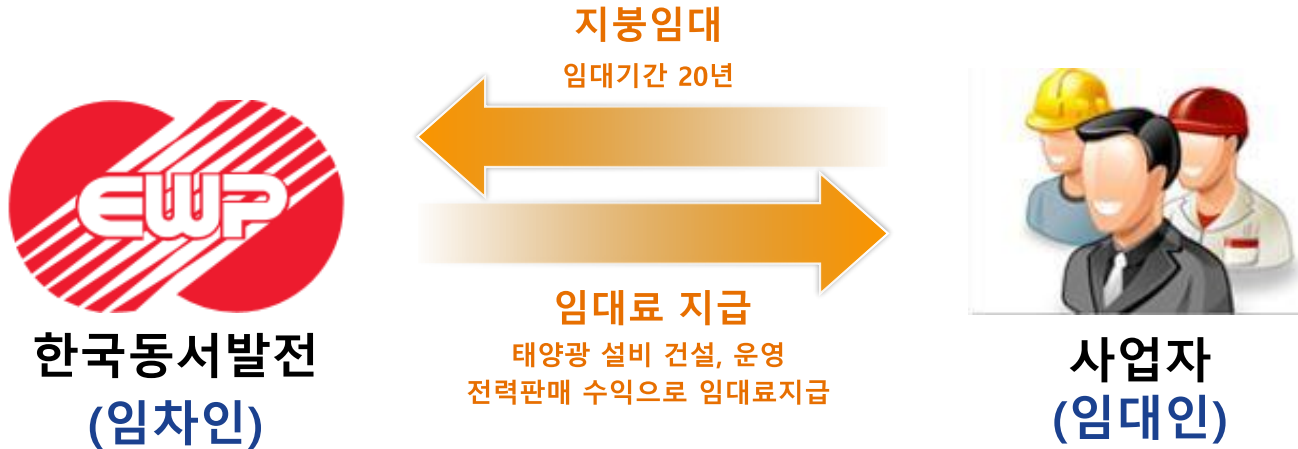 지붕임대
임대기간 20년
EWP
한국동서발전
(임차인)
임대료 지급
태양광 설비 건설, 운영
전력판매 수익으로 임대료지급
사업자
(임대인)